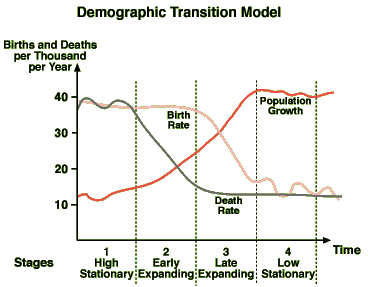 Demographic Transition Model
Births and Deaths
per Thousand
per Year
40
30
20
10
Birth
Rate
Population
Growth
Death
Rate
Time
Stages
1
High
Stationary
2
Early
Expanding
3
Late
Expanding
4
Low
Stationary